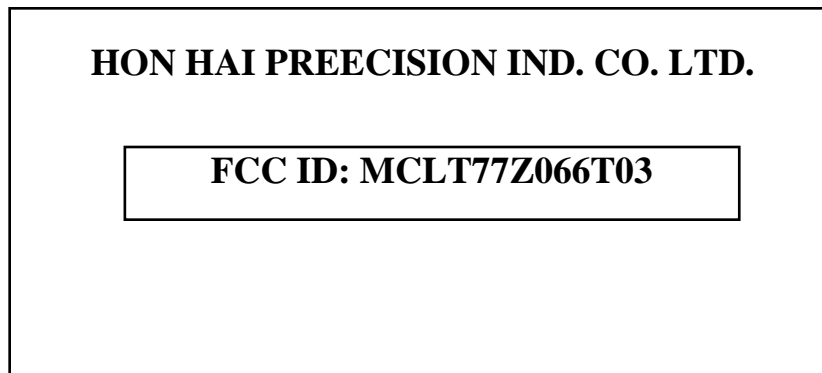 HON HAI PREECISION IND. CO. LTD.
FCC ID: MCLT77Z066T03